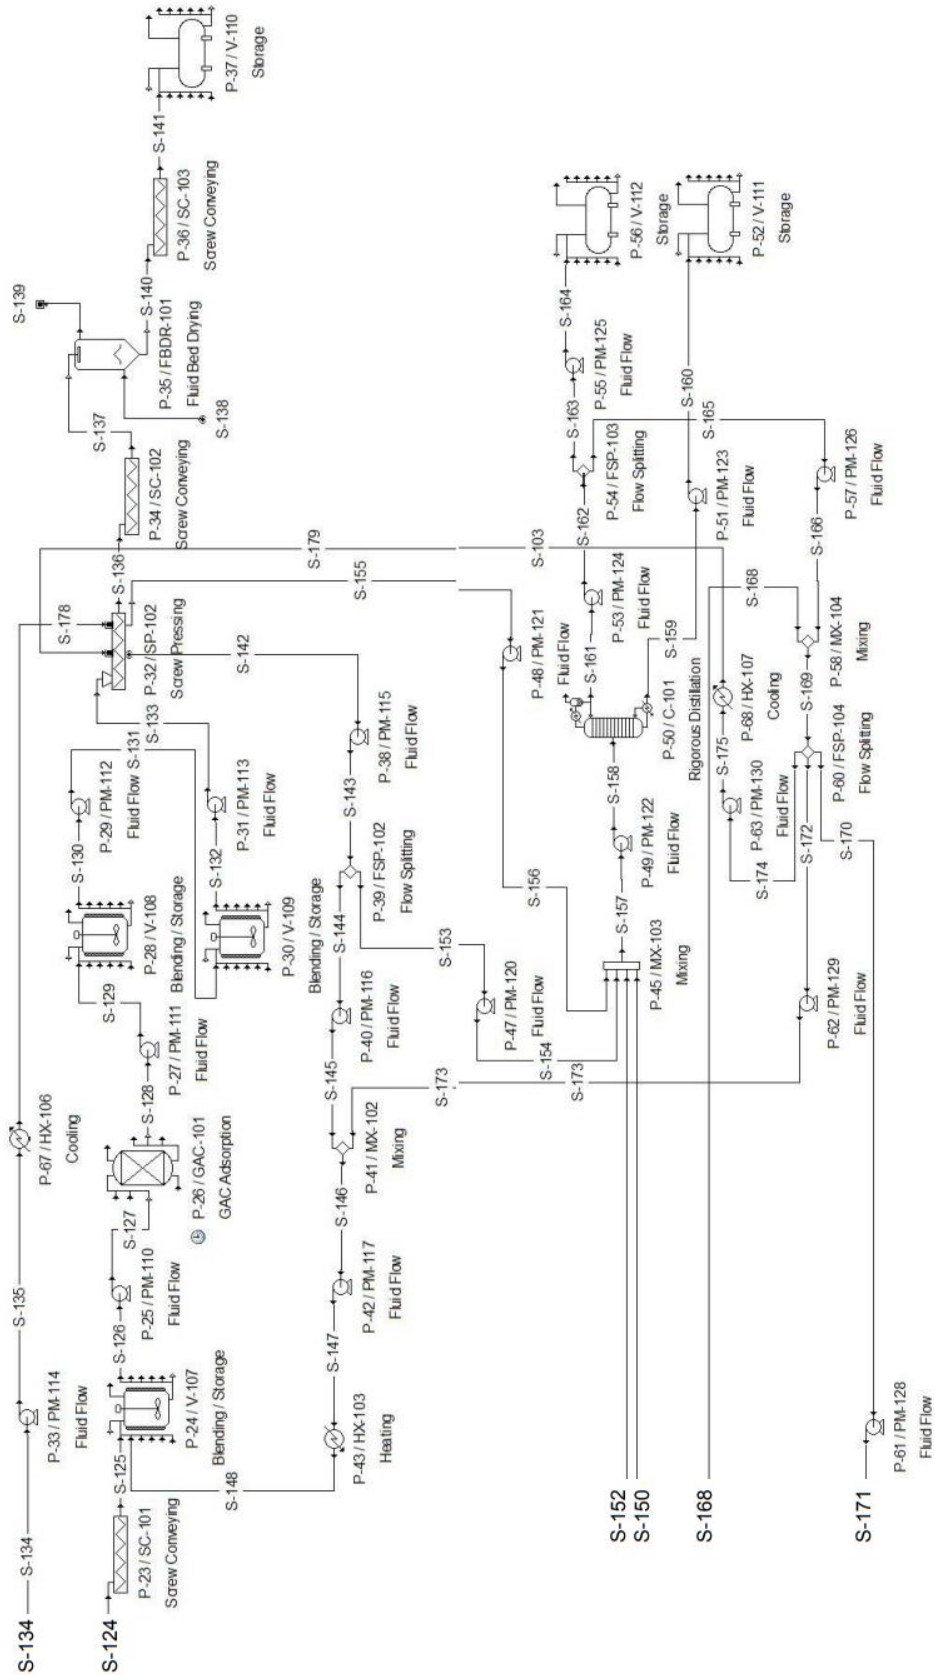 S-134
S-134
P-33 / PM-114
Fluid Flow
S-135
P-67 / HX-106
Cooling
S-178
S-124
P-23 / SC-101
Screw Conveying
S-125
P-24 / V-107
Blending / Storage
S-126
P-25 / PM-110
Fluid Flow
S-127
P-26 / GAC-101
GAC Adsorption
S-128
P-27 / PM-111
Fluid Flow
S-129
P-28 / V-108
Blending / Storage
S-130
P-29 / PM-112
Fluid Flow
S-131
P-30 / V-109
Blending / Storage
S-132
P-31 / PM-113
Fluid Flow
S-133
P-32 / SP-102
Screw Pressing
S-136
P-34 / SC-102
Screw Conveying
S-137
S-138
S-139
P-35 / FBDR-101
Fluid Bed Drying
S-140
P-36 / SC-103
Screw Conveying
S-141
P-37 / V-110
Storage
S-148
P-43 / HX-103
Heating
S-147
P-42 / PM-117
Fluid Flow
S-146
P-41 / MX-102
Mixing
S-145
P-40 / PM-116
Fluid Flow
S-144
P-39 / FSP-102
Flow Splitting
S-143
P-38 / PM-115
Fluid Flow
S-142
S-155
S-179
S-173
S-153
S-173
S-154
P-47 / PM-120
Fluid Flow
S-156
P-48 / PM-121
Fluid Flow
S-103
S-152
S-150
P-45 / MX-103
Mixing
S-157
P-49 / PM-122
Fluid Flow
S-158
P-50 / C-101
Rigorous Distillation
S-161
S-159
P-53 / PM-124
Fluid Flow
S-162
P-54 / FSP-103
Flow Splitting
S-163
P-55 / PM-125
Fluid Flow
S-164
P-56 / V-112
Storage
P-51 / PM-123
Fluid Flow
S-160
P-52 / V-111
Storage
S-165
S-168
S-168
S-174
P-63 / PM-130
Fluid Flow
S-175
P-68 / HX-107
Cooling
P-62 / PM-129
Fluid Flow
S-172
S-170
P-60 / FSP-104
Flow Splitting
S-169
P-58 / MX-104
Mixing
S-166
P-57 / PM-126
Fluid Flow
S-171
P-61 / PM-128
Fluid Flow